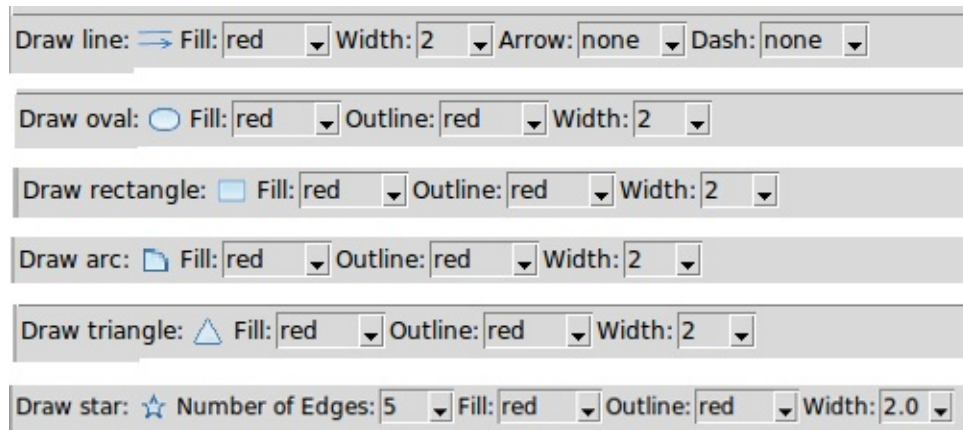 Draw line: Fill: red Width: 2 Arrow: none Dash: none
Draw oval: Fill: red Outline: red Width: 2
Draw rectangle: Fill: red Outline: red Width: 2
Draw arc: Fill: red Outline: red Width: 2
Draw triangle: Fill: red Outline: red Width: 2
Draw star: Number of Edges: 5 Fill: red Outline: red Width: 2.0